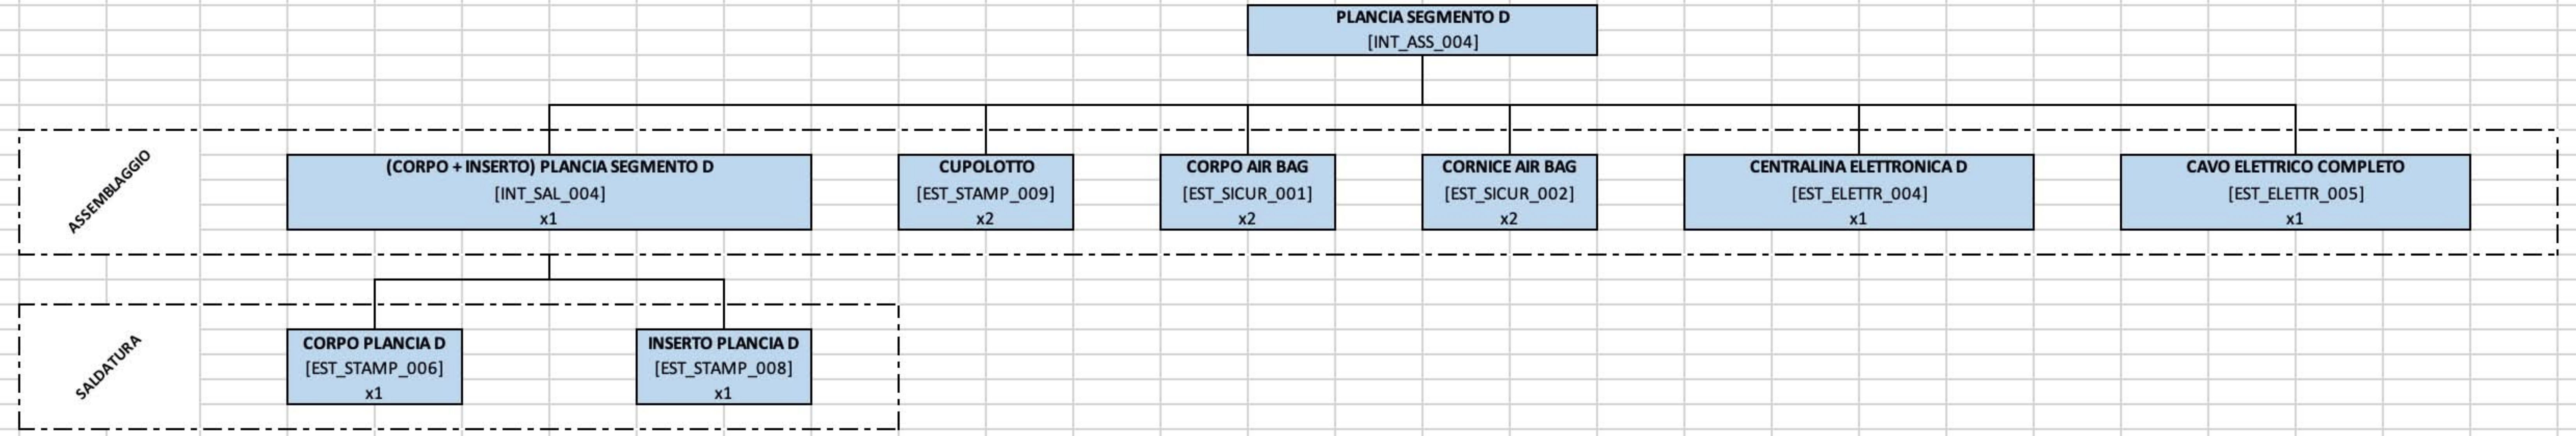 PLANCIA SEGMENTO D
[INT_ASS_004]
ASSEMBLAGGIO
(CORPO + INSERTO) PLANCIA SEGMENTO D
[INT_SAL_004]
x1
CUPOLOTTO
[EST_STAMP_009]
x2
CORPO AIR BAG
[EST_SICUR_001]
x2
CORNICE AIR BAG
[EST_SICUR_002]
x2
CENTRALINA ELETTRONICA D
[EST_ELETTR_004]
x1
CAVO ELETTRICO COMPLETO
[EST_ELETTR_005]
x1
SALDATURA
CORPO PLANCIA D
[EST_STAMP_006]
x1
INSERTO PLANCIA D
[EST_STAMP_008]
x1